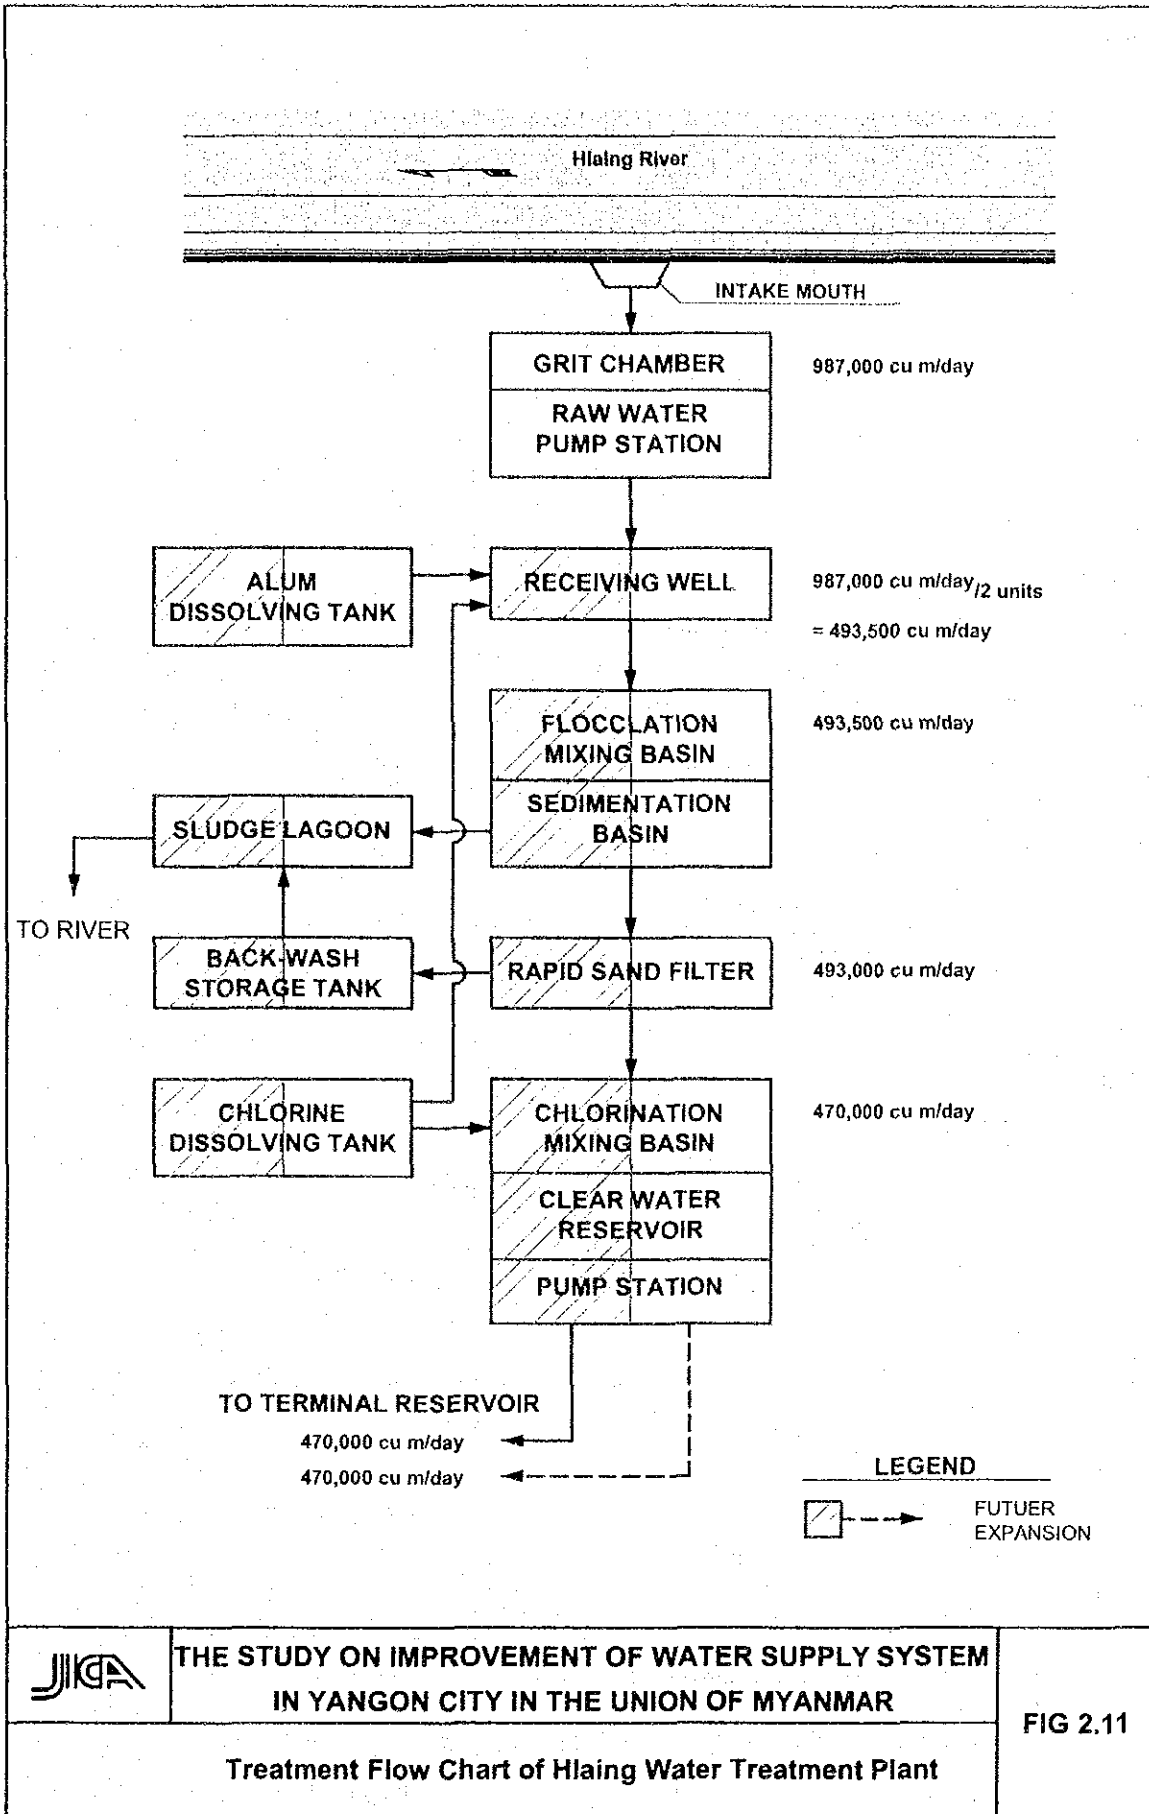 Hlaing River
INTAKE MOUTH
GRIT CHAMBER
987,000 cu m/day
RAW WATER
PUMP STATION
ALUM
DISSOLVING TANK
RECEIVING WELL
987,000 cu m/day/2 units
= 493,500 cu m/day
FLOCCLATION
MIXING BASIN
493,500 cu m/day
SEDIMENTATION
BASIN
SLUDGE LAGOON
TO RIVER
BACK-WASH
STORAGE TANK
RAPID SAND FILTER
493,000 cu m/day
CHLORINE
DISSOLVING TANK
CHLORINATION
MIXING BASIN
470,000 cu m/day
CLEAR WATER
RESERVOIR
PUMP STATION
TO TERMINAL RESERVOIR
470,000 cu m/day
470,000 cu m/day
LEGEND
FUTUER
EXPANSION
JICA
THE STUDY ON IMPROVEMENT OF WATER SUPPLY SYSTEM
IN YANGON CITY IN THE UNION OF MYANMAR
FIG 2.11
Treatment Flow Chart of Hlaing Water Treatment Plant